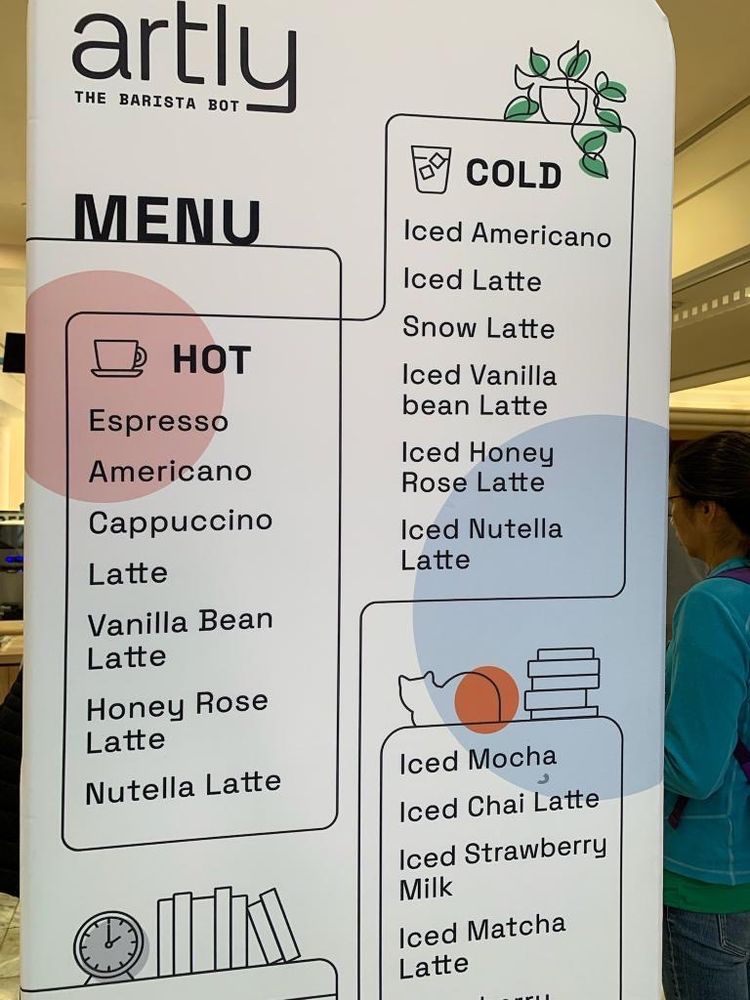 artly
THE BARISTA BOT
MENU
HOT
Espresso
Americano
Cappuccino
Latte
Vanilla Bean
Latte
Honey Rose
Latte
Nutella Latte
COLD
Iced Americano
Iced Latte
Snow Latte
Iced Vanilla
bean Latte
Iced Honey
Rose Latte
Iced Nutella
Latte
Iced Mocha
Iced Chai Latte
Iced Strawberry
Milk
Iced Matcha
Latte